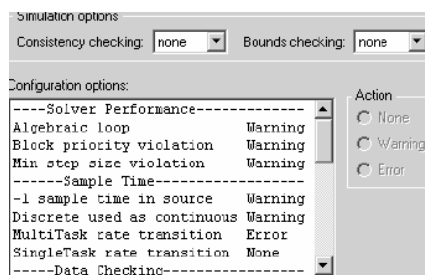 Simulation options
Consistency checking: none Bounds checking: none
Configuration options:
----Solver Performance-------------
Algebraic loop Warning
Block priority violation Warning
Min step size violation Warning
-------Sample Time------------------
-1 sample time in source Warning
Discrete used as continuous Warning
MultiTask rate transition Error
SingleTask rate transition None
-----Data Checking-----------------
Action
None
Warning
Error